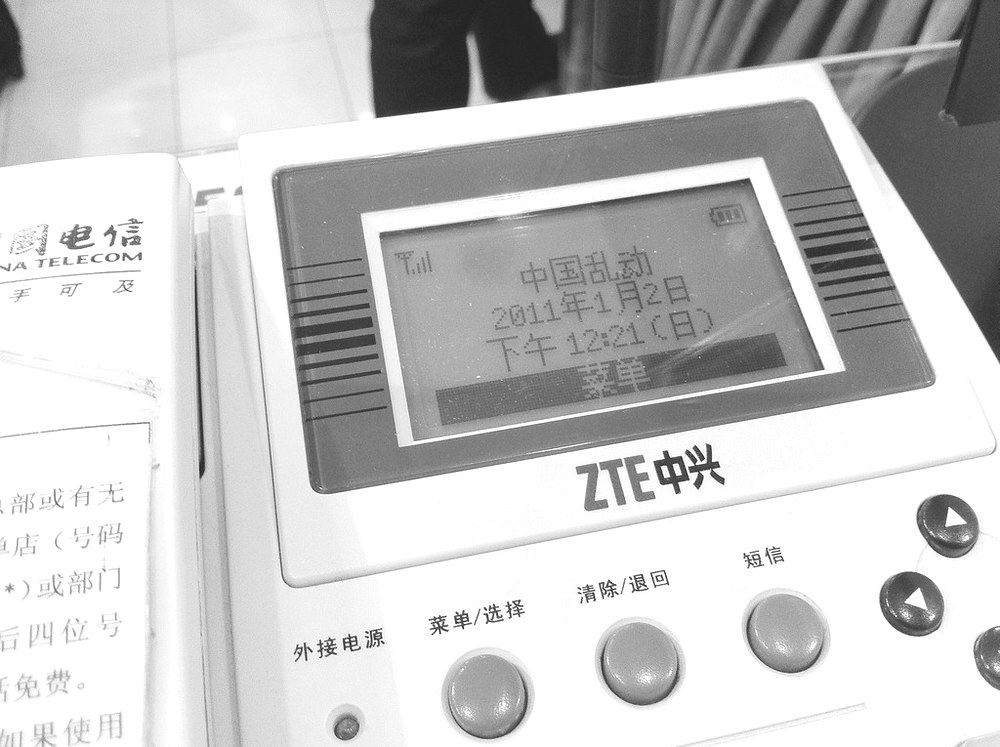 国电信
NA TELECOM
手可及
中国乱动
2011年1月2日
下午 12:21(日)
菜单
ZTE中兴
短信
清除/退回
菜单/选择
外接电源
部或有无
单店（号码
*)或部门
后四位号
话免费。
如果使用